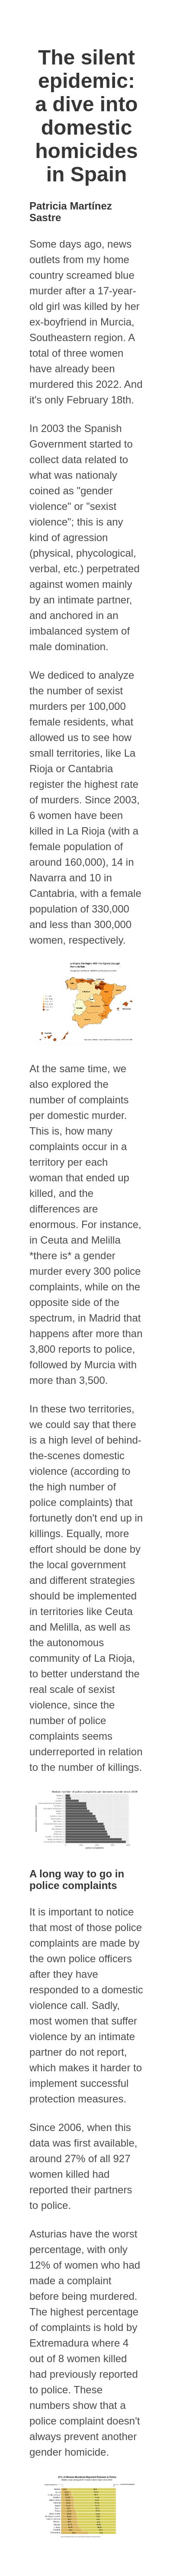 The silent
epidemic:
a dive into
domestic
homicides
in Spain
Patricia Martínez
Sastre
Some days ago, news
outlets from my home
country screamed blue
murder after a 17-year-
old girl was killed by her
ex-boyfriend in Murcia,
Southeastern region. A
total of three women
have already been
murdered this 2022. And
it's only February 18th.
In 2003 the Spanish
Government started to
collect data related to
what was nationaly
coined as "gender
violence" or "sexist
violence"; this is any
kind of agression
(physical, phycological,
verbal, etc.) perpetrated
against women mainly
by an intimate partner,
and anchored in an
imbalanced system of
male domination.
We dediced to analyze
the number of sexist
murders per 100,000
female residents, what
allowed us to see how
small territories, like La
Rioja or Cantabria
register the highest rate
of murders. Since 2003,
6 women have been
killed in La Rioja (with a
female population of
around 160,000), 14 in
Navarra and 10 in
Cantabria, with a female
population of 330,000
and less than 300,000
women, respectively.
At the same time, we
also explored the
number of complaints
per domestic murder.
This is, how many
complaints occur in a
territory per each
woman that ended up
killed, and the
differences are
enormous. For instance,
in Ceuta and Melilla
*there is* a gender
murder every 300 police
complaints, while on the
opposite side of the
spectrum, in Madrid that
happens after more than
3,800 reports to police,
followed by Murcia with
more than 3,500.
In these two territories,
we could say that there
is a high level of behind-
the-scenes domestic
violence (according to
the high number of
police complaints) that
fortunetly don't end up in
killings. Equally, more
effort should be done by
the local government
and different strategies
should be implemented
in territories like Ceuta
and Melilla, as well as
the autonomous
community of La Rioja,
to better understand the
real scale of sexist
violence, since the
number of police
complaints seems
underreported in relation
to the number of killings.
A long way to go in
police complaints
It is important to notice
that most of those police
complaints are made by
the own police officers
after they have
responded to a domestic
violence call. Sadly,
most women that suffer
violence by an intimate
partner do not report,
which makes it harder to
implement successful
protection measures.
Since 2006, when this
data was first available,
around 27% of all 927
women killed had
reported their partners
to police.
Asturias have the worst
percentage, with only
12% of women who had
made a complaint
before being murdered.
The highest percentage
of complaints is hold by
Extremadura where 4
out of 8 women killed
had previously reported
to police. These
numbers show that a
police complaint doesn't
always prevent another
gender homicide.